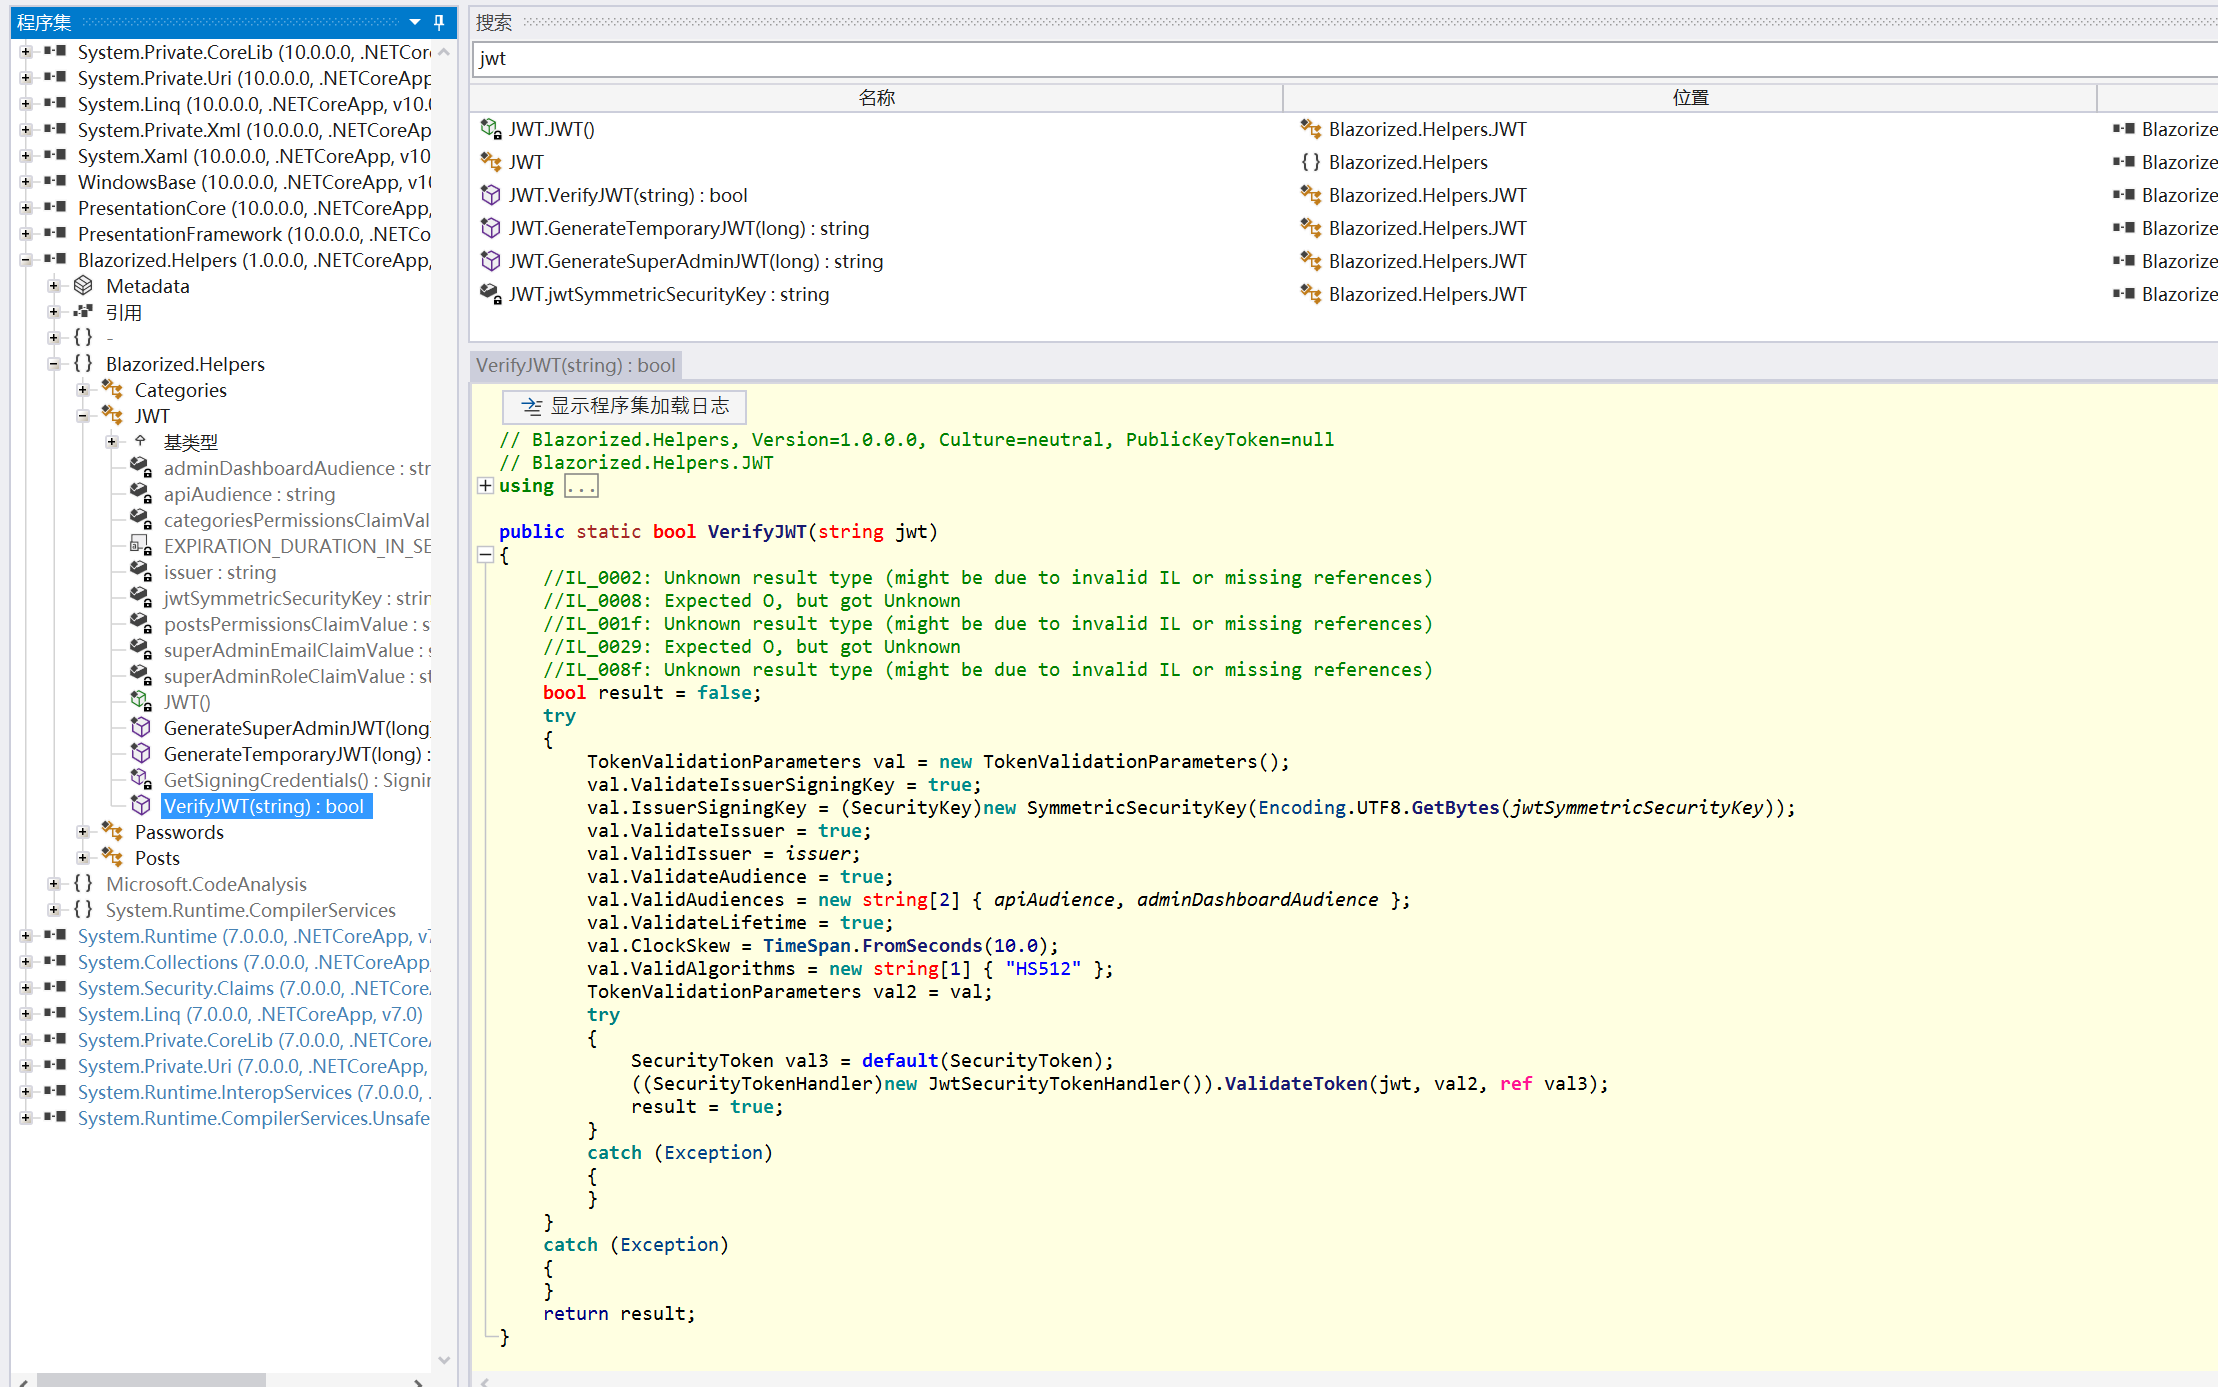 程序集
System.Private.CoreLib (10.0.0.0, .NETCor
System.Private.Uri (10.0.0.0, .NETCoreApp
System.Linq (10.0.0.0, .NETCoreApp, v10.
System.Private.Xml (10.0.0.0, .NETCoreAp
System.Xaml (10.0.0.0, .NETCoreApp, v10
WindowsBase (10.0.0.0, .NETCoreApp, v1
PresentationCore (10.0.0.0, .NETCoreApp,
PresentationFramework (10.0.0.0, .NETCo
Blazorized.Helpers (1.0.0.0, .NETCoreApp,
Metadata
引用
{ } -
{ } Blazorized.Helpers
Categories
JWT
基类型
adminDashboardAudience : str
apiAudience : string
categoriesPermissionsClaimVal
EXPIRATION_DURATION_IN_SE
issuer : string
jwtSymmetricSecurityKey : strin
postsPermissionsClaimValue : s
superAdminEmailClaimValue : s
superAdminRoleClaimValue : st
JWT()
GenerateSuperAdminJWT(long)
GenerateTemporaryJWT(long) :
GetSigningCredentials() : Signin
VerifyJWT(string) : bool
Passwords
Posts
{ } Microsoft.CodeAnalysis
{ } System.Runtime.CompilerServices
System.Runtime (7.0.0.0, .NETCoreApp, v7
System.Collections (7.0.0.0, .NETCoreApp,
System.Security.Claims (7.0.0.0, .NETCore
System.Linq (7.0.0.0, .NETCoreApp, v7.0)
System.Private.CoreLib (7.0.0.0, .NETCore
System.Private.Uri (7.0.0.0, .NETCoreApp,
System.Runtime.InteropServices (7.0.0.0, .
System.Runtime.CompilerServices.Unsafe
搜索
jwt
名称 位置
JWT.JWT() Blazorized.Helpers.JWT Blazorize
JWT { } Blazorized.Helpers Blazorize
JWT.VerifyJWT(string) : bool Blazorized.Helpers.JWT Blazorize
JWT.GenerateTemporaryJWT(long) : string Blazorized.Helpers.JWT Blazorize
JWT.GenerateSuperAdminJWT(long) : string Blazorized.Helpers.JWT Blazorize
JWT.jwtSymmetricSecurityKey : string Blazorized.Helpers.JWT Blazorize
VerifyJWT(string) : bool
显示程序集加载日志
// Blazorized.Helpers, Version=1.0.0.0, Culture=neutral, PublicKeyToken=null
// Blazorized.Helpers.JWT
using ...
public static bool VerifyJWT(string jwt)
{
//IL_0002: Unknown result type (might be due to invalid IL or missing references)
//IL_0008: Expected O, but got Unknown
//IL_001f: Unknown result type (might be due to invalid IL or missing references)
//IL_0029: Expected O, but got Unknown
//IL_008f: Unknown result type (might be due to invalid IL or missing references)
bool result = false;
try
{
TokenValidationParameters val = new TokenValidationParameters();
val.ValidateIssuerSigningKey = true;
val.IssuerSigningKey = (SecurityKey)new SymmetricSecurityKey(Encoding.UTF8.GetBytes(jwtSymmetricSecurityKey));
val.ValidateIssuer = true;
val.ValidIssuer = issuer;
val.ValidateAudience = true;
val.ValidAudiences = new string[2] { apiAudience, adminDashboardAudience };
val.ValidateLifetime = true;
val.ClockSkew = TimeSpan.FromSeconds(10.0);
val.ValidAlgorithms = new string[1] { "HS512" };
TokenValidationParameters val2 = val;
try
{
SecurityToken val3 = default(SecurityToken);
((SecurityTokenHandler)new JwtSecurityTokenHandler()).ValidateToken(jwt, val2, ref val3);
result = true;
}
catch (Exception)
{
}
}
catch (Exception)
{
}
return result;
}